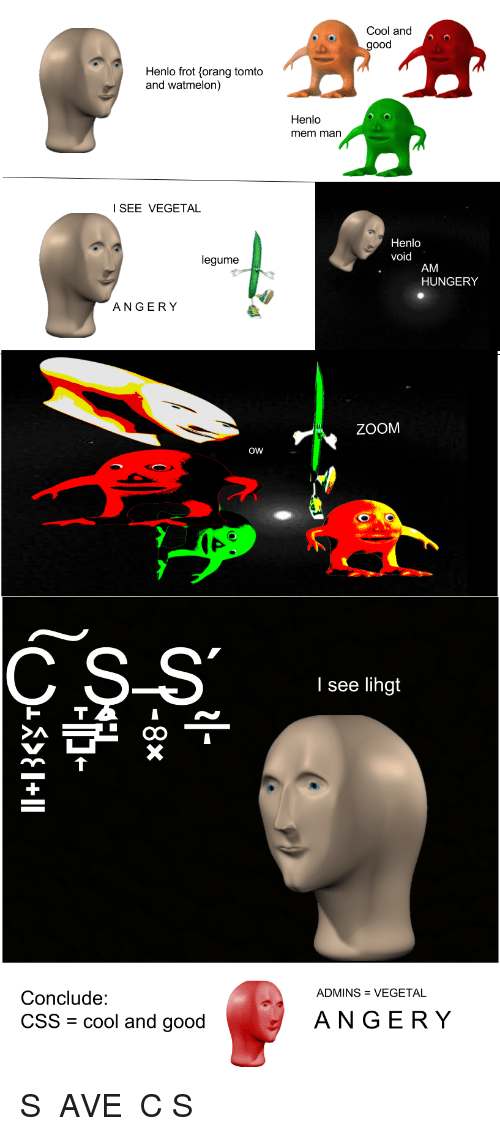 Henlo frot {orang tomto
and watmelon)
Cool and
good
Henlo
mem man
I SEE  VEGETAL
legume
A N G E R Y
Henlo
void
AM
HUNGERY
ow
ZOOM
C S S
I see lihgt
Conclude:
CSS = cool and good
ADMINS = VEGETAL
A N G E R Y
S  AVE  C S